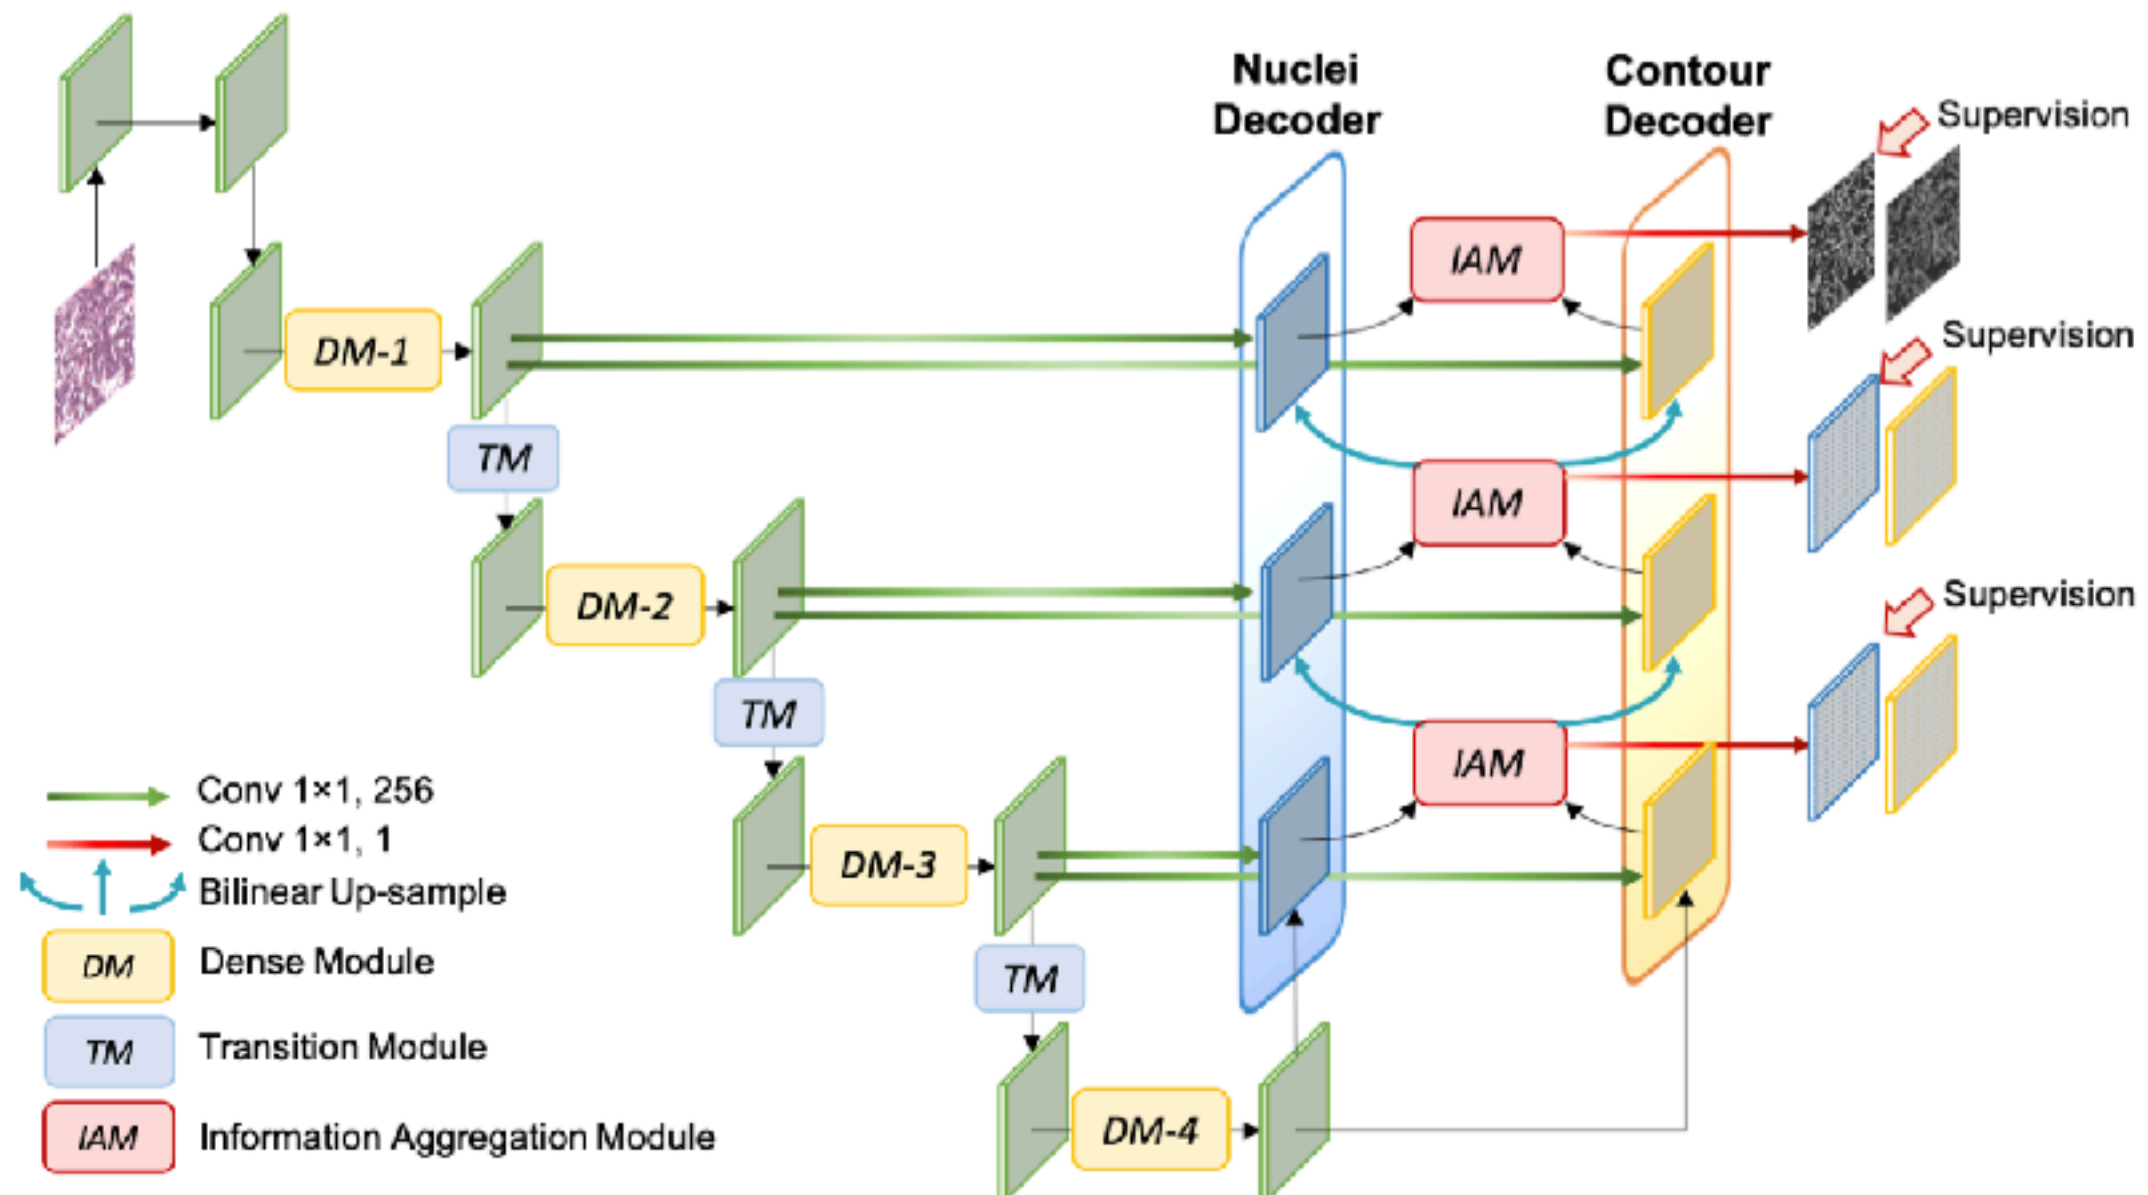 Nuclei
Decoder
Contour
Decoder
Supervision
IAM
DM-1
Supervision
TM
IAM
DM-2
Supervision
TM
IAM
Conv 1×1, 256
Conv 1×1, 1
DM-3
Bilinear Up-sample
DM
Dense Module
TM
TM
Transition Module
DM-4
IAM
Information Aggregation Module